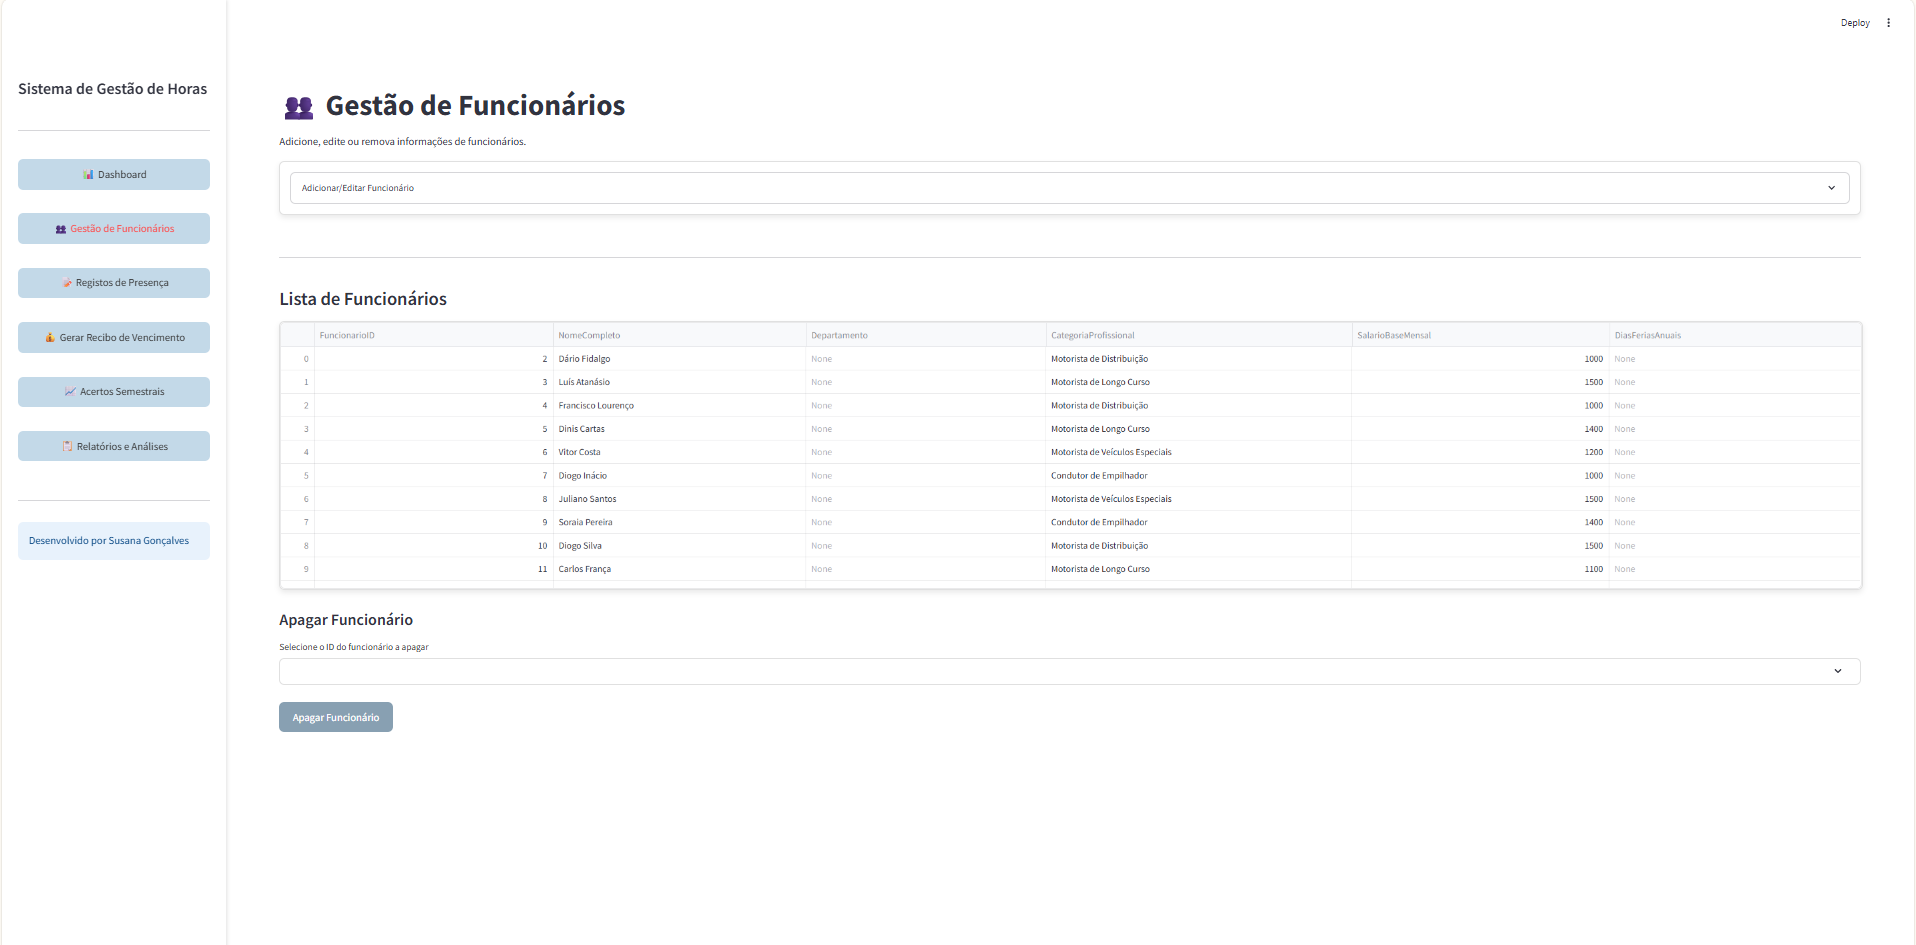 Deploy
Sistema de Gestão de Horas
Dashboard
Gestão de Funcionários
Registos de Presença
Gerar Recibo de Vencimento
Acertos Semestrais
Relatórios e Análises
Desenvolvido por Susana Gonçalves
Gestão de Funcionários
Adicione, edite ou remova informações de funcionários.
Adicionar/Editar Funcionário
Lista de Funcionários
FuncionarioID NomeCompleto Departamento CategoriaProfissional SalarioBaseMensal DiasFeriasAnuais
0 2 Dário Fidalgo None Motorista de Distribuição 1000 None
1 3 Luís Atanásio None Motorista de Longo Curso 1500 None
2 4 Francisco Lourenço None Motorista de Distribuição 1000 None
3 5 Dinis Cartas None Motorista de Longo Curso 1400 None
4 6 Vitor Costa None Motorista de Veículos Especiais 1200 None
5 7 Diogo Inácio None Condutor de Empilhador 1000 None
6 8 Juliano Santos None Motorista de Veículos Especiais 1500 None
7 9 Soraia Pereira None Condutor de Empilhador 1400 None
8 10 Diogo Silva None Motorista de Distribuição 1500 None
9 11 Carlos França None Motorista de Longo Curso 1100 None
Apagar Funcionário
Selecione o ID do funcionário a apagar
Apagar Funcionário